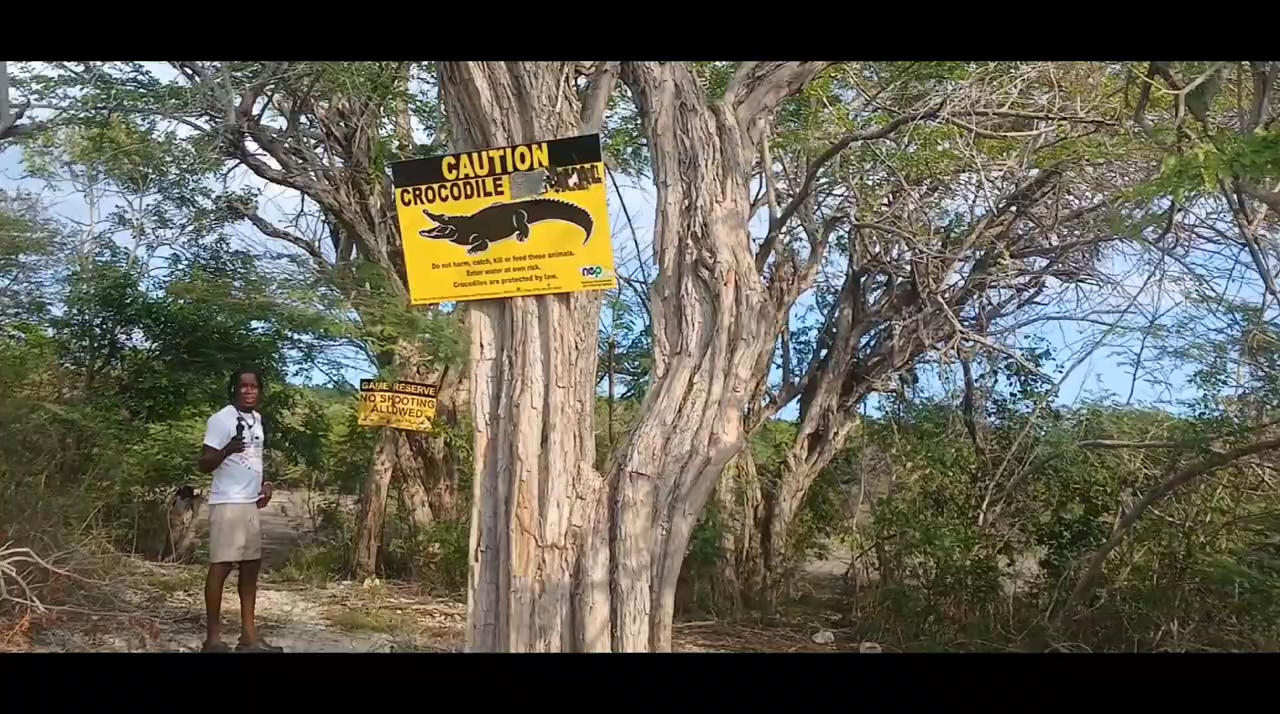 CAUTION
CROCODILE
Do not harm, catch, kill or feed these animals.
Enter water at own risk.
Crocodiles are protected by law.
nepa
GAME RESERVE
NO SHOOTING
ALLOWED